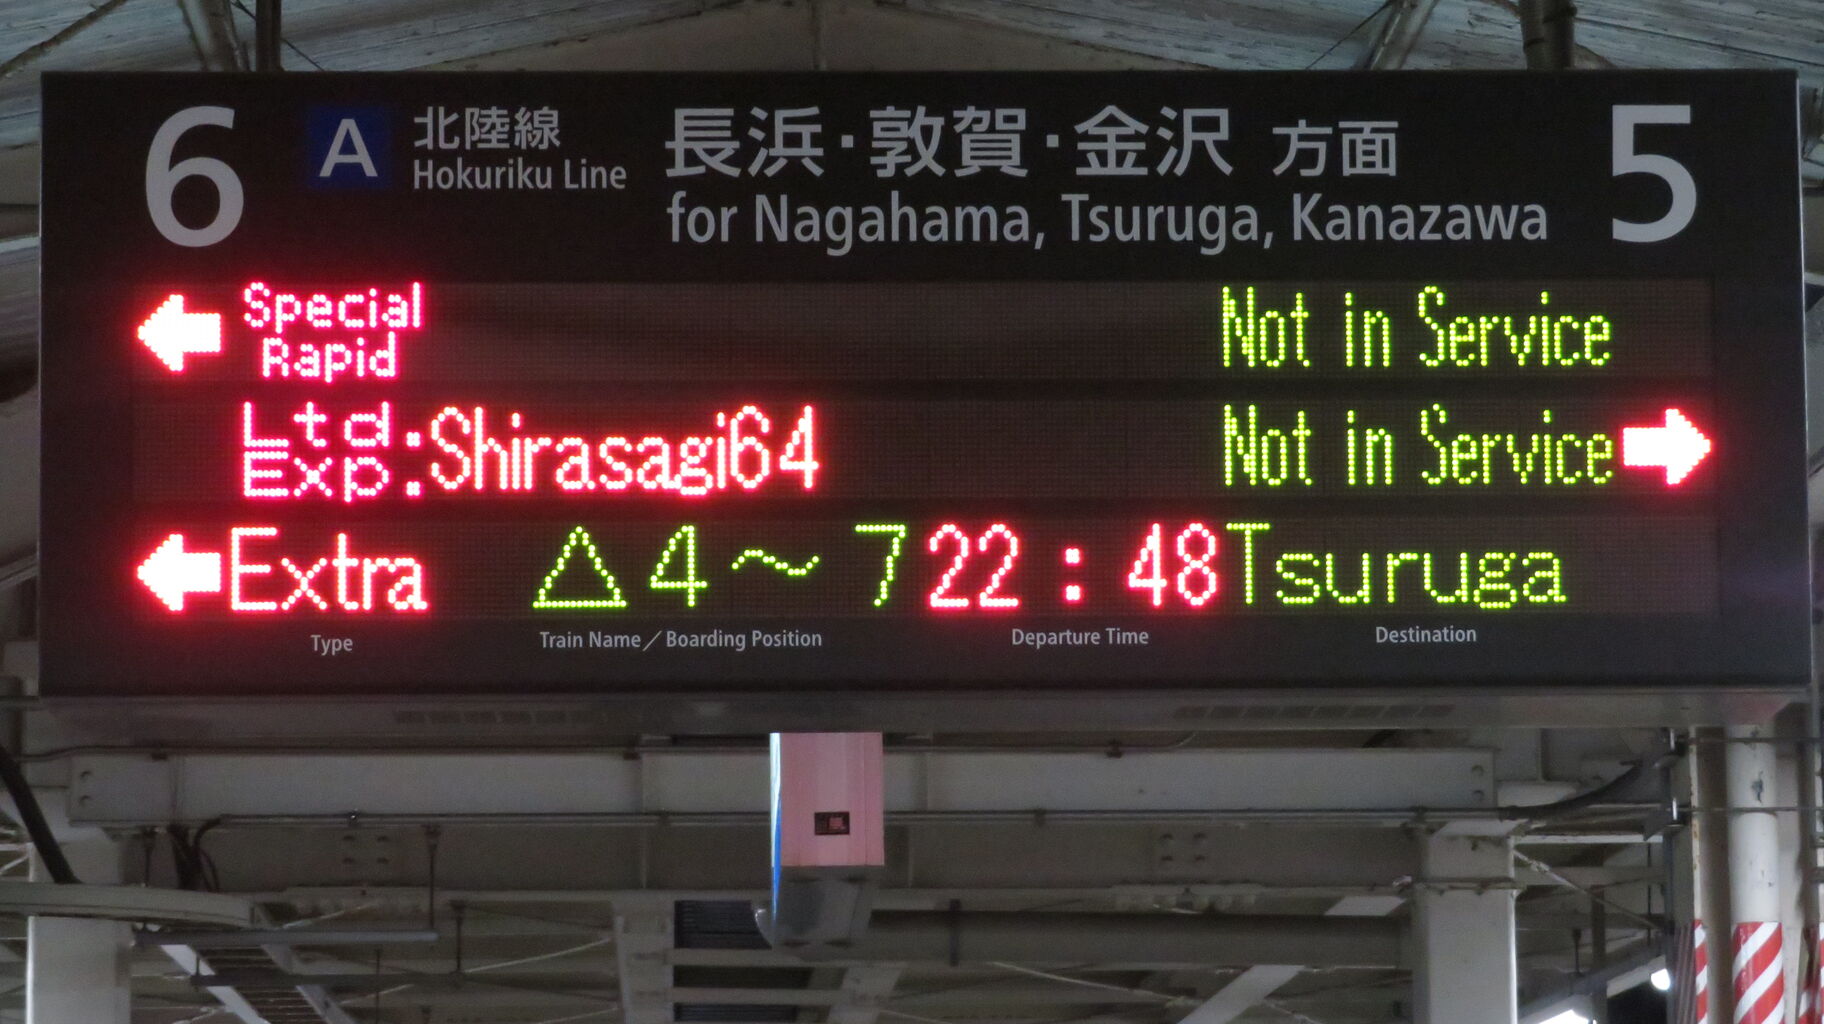 6 A 北陸線 長浜・敦賀・金沢 方面 5
Hokuriku Line for Nagahama, Tsuruga, Kanazawa
← Special Rapid Not in Service
Ltd Exp: Shirasagi64 Not in Service →
← Extra △4～7 22:48 Tsuruga
Type Train Name／Boarding Position Departure Time Destination